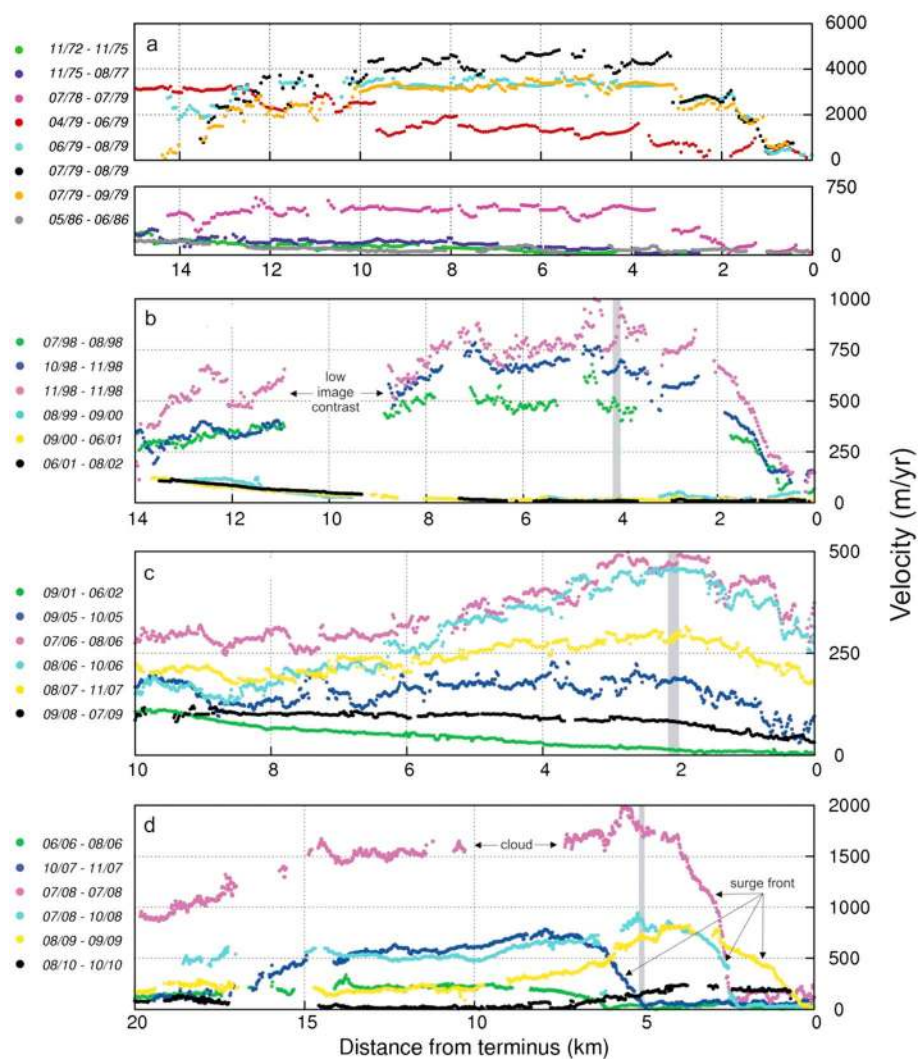 a
11/72 - 11/75
11/75 - 08/77
07/78 - 07/79
04/79 - 06/79
06/79 - 08/79
07/79 - 08/79
07/79 - 09/79
05/86 - 06/86
6000
4000
2000
0
750
0
14 12 10 8 6 4 2 0
b
07/98 - 08/98
10/98 - 11/98
11/98 - 11/98
08/99 - 09/00
09/00 - 06/01
06/01 - 08/02
low
image
contrast
1000
750
500
250
0
14 12 10 8 6 4 2 0
c
09/01 - 06/02
09/05 - 10/05
07/06 - 08/06
08/06 - 10/06
08/07 - 11/07
09/08 - 07/09
500
250
0
10 8 6 4 2 0
d
06/06 - 08/06
10/07 - 11/07
07/08 - 07/08
07/08 - 10/08
08/09 - 09/09
08/10 - 10/10
cloud
surge front
2000
1500
1000
500
0
20 15 10 5 0
Distance from terminus (km)
Velocity (m/yr)